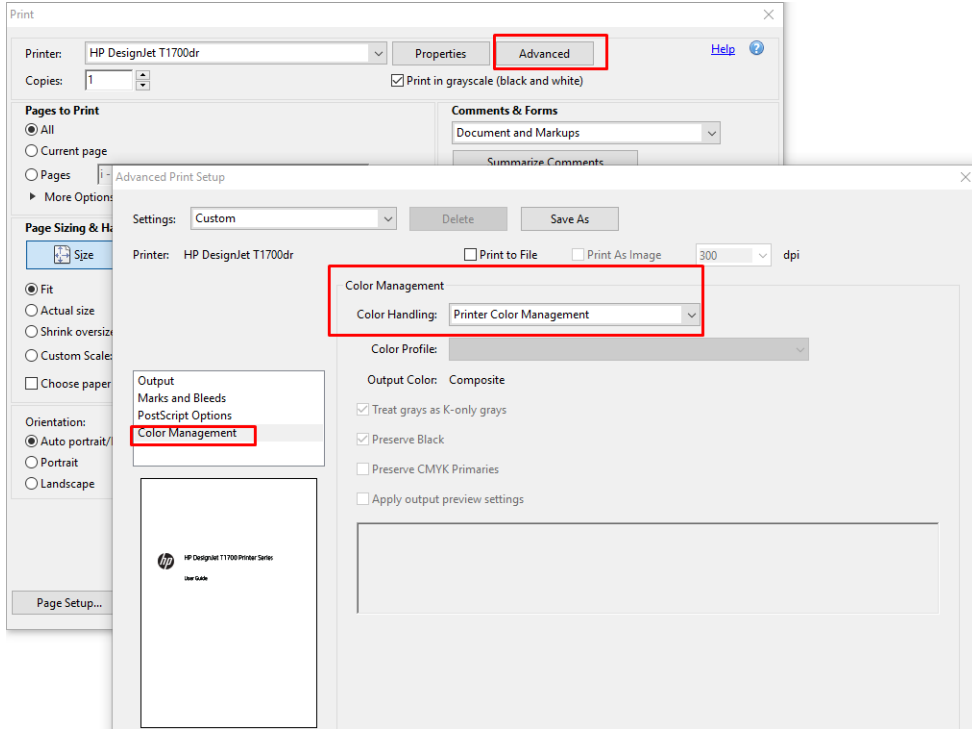 Print
Printer: HP DesignJet T1700dr Properties Advanced Help ?
Copies: 1 Print in grayscale (black and white)
Pages to Print
All
Current page
Pages i -
More Options
Comments & Forms
Document and Markups
Summarize Comments
Page Sizing & Ha
Size
Fit
Actual size
Shrink oversize
Custom Scale:
Choose paper
Orientation:
Auto portrait/l
Portrait
Landscape
Page Setup...
Advanced Print Setup
Settings: Custom Delete Save As
Printer: HP DesignJet T1700dr Print to File Print As Image 300 dpi
Output
Marks and Bleeds
PostScript Options
Color Management
hp
HP DesignJet T1700 Printer Series
User Guide
Color Management
Color Handling: Printer Color Management
Color Profile:
Output Color: Composite
Treat grays as K-only grays
Preserve Black
Preserve CMYK Primaries
Apply output preview settings